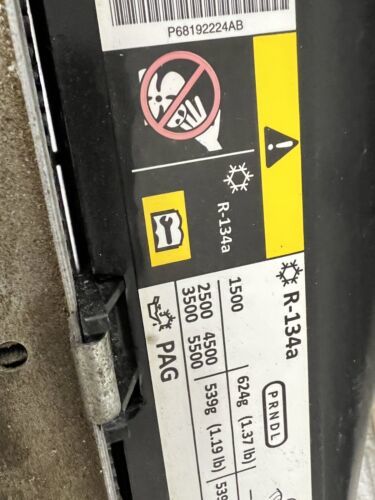 P68192224AB
R-134a
R-134a
PRNDL
1500
624g (1.37 lb)
2500 4500
3500 5500
539g (1.19 lb)
PAG